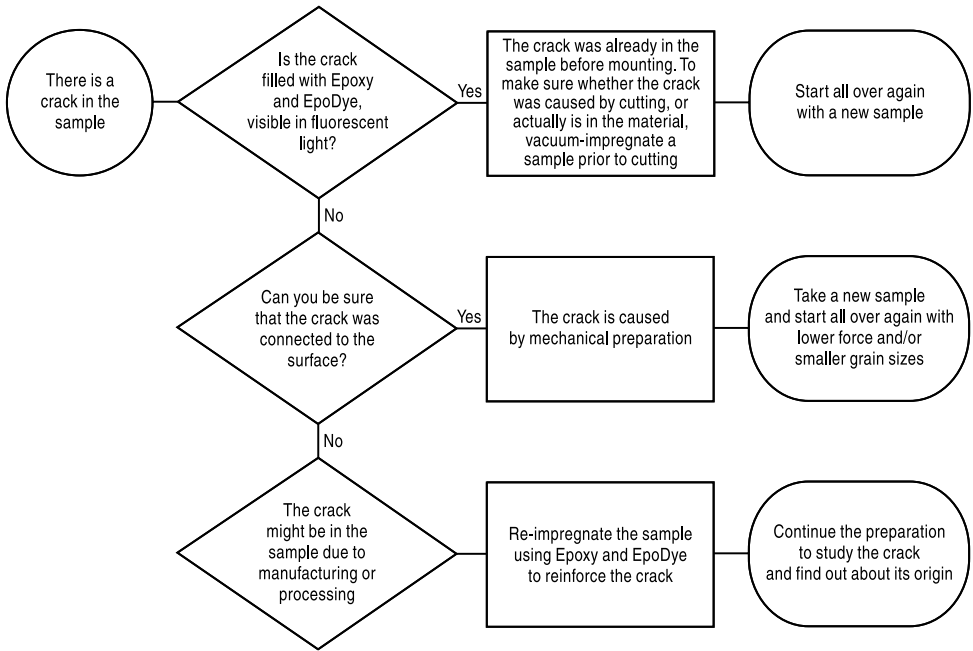 There is a
crack in the
sample
Is the crack
filled with Epoxy
and EpoDye,
visible in fluorescent
light?
Yes
The crack was already in the
sample before mounting. To
make sure whether the crack
was caused by cutting, or
actually is in the material,
vacuum-impregnate a
sample prior to cutting
Start all over again
with a new sample
No
Can you be sure
that the crack was
connected to the
surface?
Yes
The crack is caused
by mechanical preparation
Take a new sample
and start all over again with
lower force and/or
smaller grain sizes
No
The crack
might be in the
sample due to
manufacturing or
processing
Re-impregnate the sample
using Epoxy and EpoDye
to reinforce the crack
Continue the preparation
to study the crack
and find out about its origin